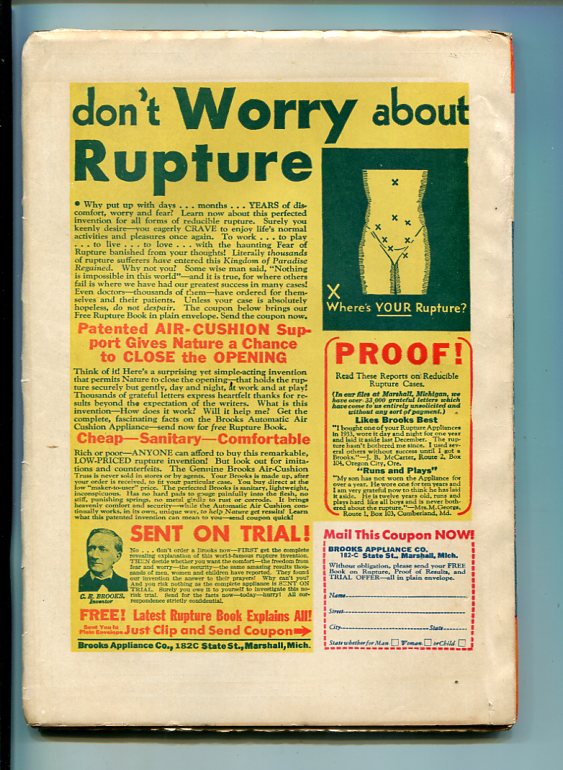 don't Worry about
Rupture
• Why put up with days . . . months . . . YEARS of dis-
comfort, worry and fear? Learn now about this perfected
invention for all forms of reducible rupture. Surely you
keenly desire—you eagerly CRAVE to enjoy life's normal
activities and pleasures once again. To work . . . to play
. . . to live . . . to love . . . with the haunting Fear of
Rupture banished from your thoughts! Literally thousands
of rupture sufferers have entered this Kingdom of Paradise
Regained. Why not you? Some wise man said, "Nothing
is impossible in this world"—and it is true, for where others
fail is where we have had our greatest success in many cases!
Even doctors—thousands of them—have ordered for them-
selves and their patients. Unless your case is absolutely
hopeless, do not despair. The coupon below brings our
Free Rupture Book in plain envelope. Send the coupon now.
Patented AIR-CUSHION Sup-
port Gives Nature a Chance
to CLOSE the OPENING
Think of it! Here's a surprising yet simple-acting invention
that permits Nature to close the opening—that holds the rup-
ture securely but gently, day and night, at work and at play!
Thousands of grateful letters express heartfelt thanks for re-
sults beyond the expectation of the writers. What is this
invention—How does it work? Will it help me? Get the
complete, fascinating facts on the Brooks Automatic Air
Cushion Appliance—send now for free Rupture Book.
Cheap—Sanitary—Comfortable
Rich or poor—ANYONE can afford to buy this remarkable,
LOW-PRICED rupture invention! But look out for imita-
tions and counterfeits. The Genuine Brooks Air-Cushion
Truss is never sold in stores or by agents. Your Brooks is made up, after
your order is received, to fit your particular case. You buy direct at the
low "maker-to-user" price. The perfected Brooks is sanitary, lightweight,
inconspicuous. Has no hard pads to gouge painfully into the flesh, no
stiff, punishing springs, no metal girdle to rust or corrode. It brings
heavenly comfort and security—while the Automatic Air Cushion con-
tinually works, in its own, unique way, to help Nature get results! Learn
what this patented invention can mean to you—send coupon quick!
C. E. BROOKS,
Inventor
SENT ON TRIAL!
No . . . don't order a Brooks now—FIRST get the complete
revealing explanation of this world-famous rupture invention.
THEN decide whether you want the comfort—the freedom from
fear and worry—the security—the same amazing results thou-
sands of men, women and children have reported. They found
our invention the answer to their prayers! Why can't you?
And you risk nothing as the complete appliance is SENT ON
TRIAL. Surely you owe it to yourself to investigate this no-
risk trial. Send for the facts now—today—hurry! All cor-
respondence strictly confidential.
FREE! Latest Rupture Book Explains All!
Sent You In
Plain Envelope
Just Clip and Send Coupon
Brooks Appliance Co., 182C State St., Marshall, Mich.
X X X X X X X
X
Where's YOUR Rupture?
PROOF!
Read These Reports on Reducible
Rupture Cases.
(In our files at Marshall, Michigan, we
have over 33,000 grateful letters which
have come to us entirely unsolicited and
without any sort of payment.)
Likes Brooks Best
"I bought one of your Rupture Appliances
in 1933, wore it day and night for one year
and laid it aside last December. The rup-
ture hasn't bothered me since. I used sev-
eral others without success until I got a
Brooks."—J. B. McCarter, Route 2, Box
104, Oregon City, Ore.
"Runs and Plays"
"My son has not worn the Appliance for
over a year. He wore one for ten years and
I am very grateful now to think he has laid
it aside. He is twelve years old, runs and
plays hard like all boys and is never both-
ered about the rupture."—Mrs. M. George,
Route 1, Box 103, Cumberland, Md.
Mail This Coupon NOW!
BROOKS APPLIANCE CO.
182-C State St., Marshall, Mich.
Without obligation, please send your FREE
Book on Rupture, Proof of Results, and
TRIAL OFFER—all in plain envelope.
Name
Street
City State
State whether for Man □ Woman □ or Child □